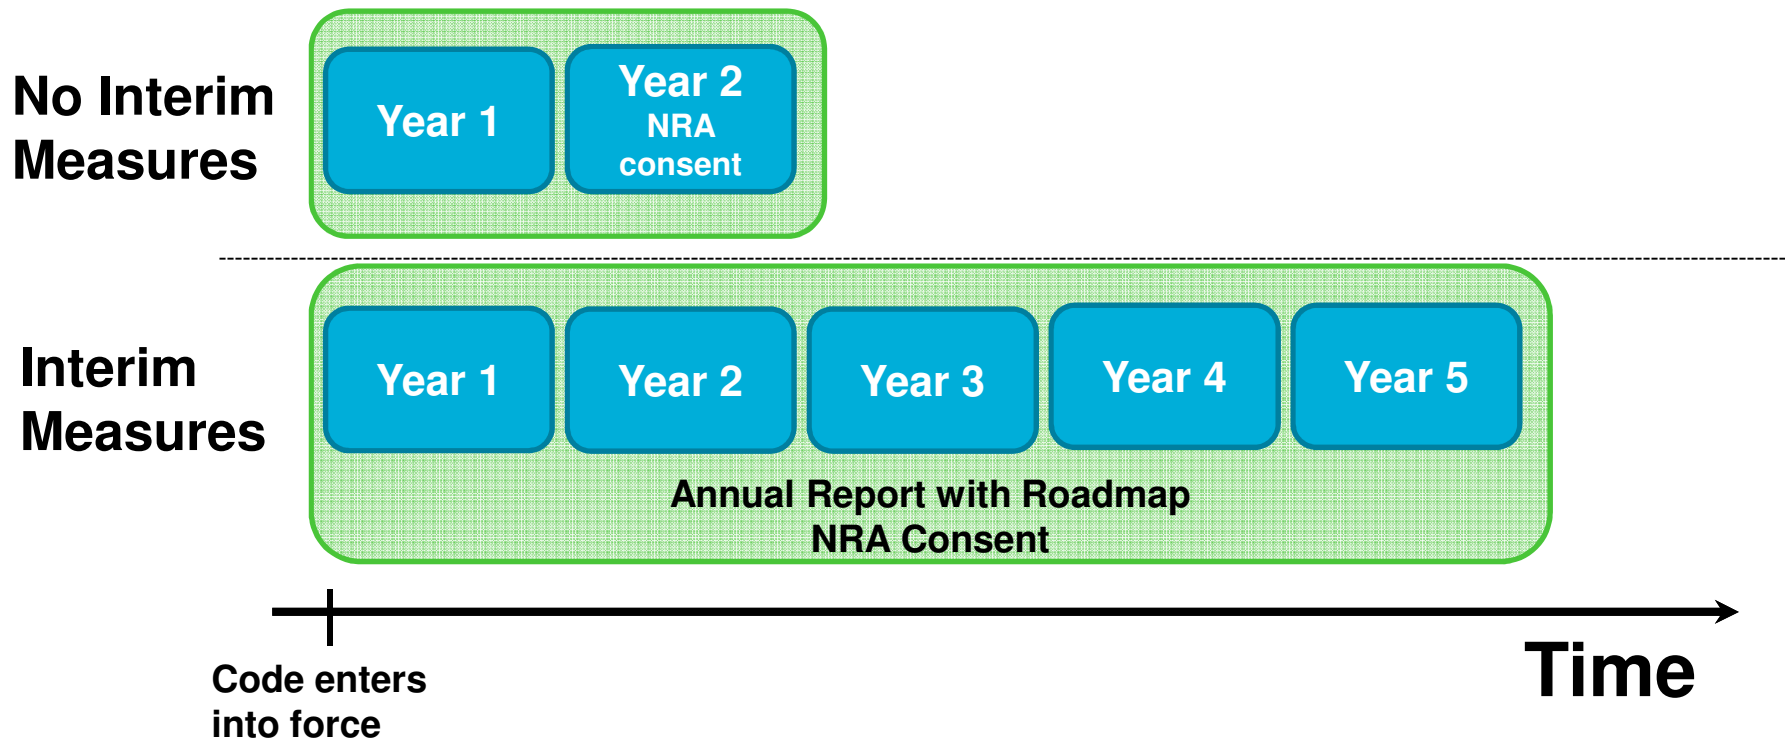 No Interim
Measures
Year 1
Year 2
NRA
consent
Interim
Measures
Year 1
Year 2
Year 3
Year 4
Year 5
Annual Report with Roadmap
NRA Consent
Code enters
into force
Time